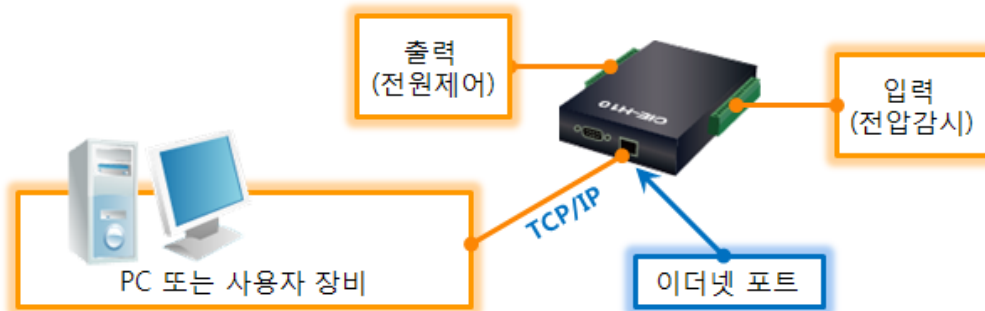 출력
(전원제어)
입력
(전압감시)
CIE-H10
TCP/IP
PC 또는 사용자 장비
이더넷 포트